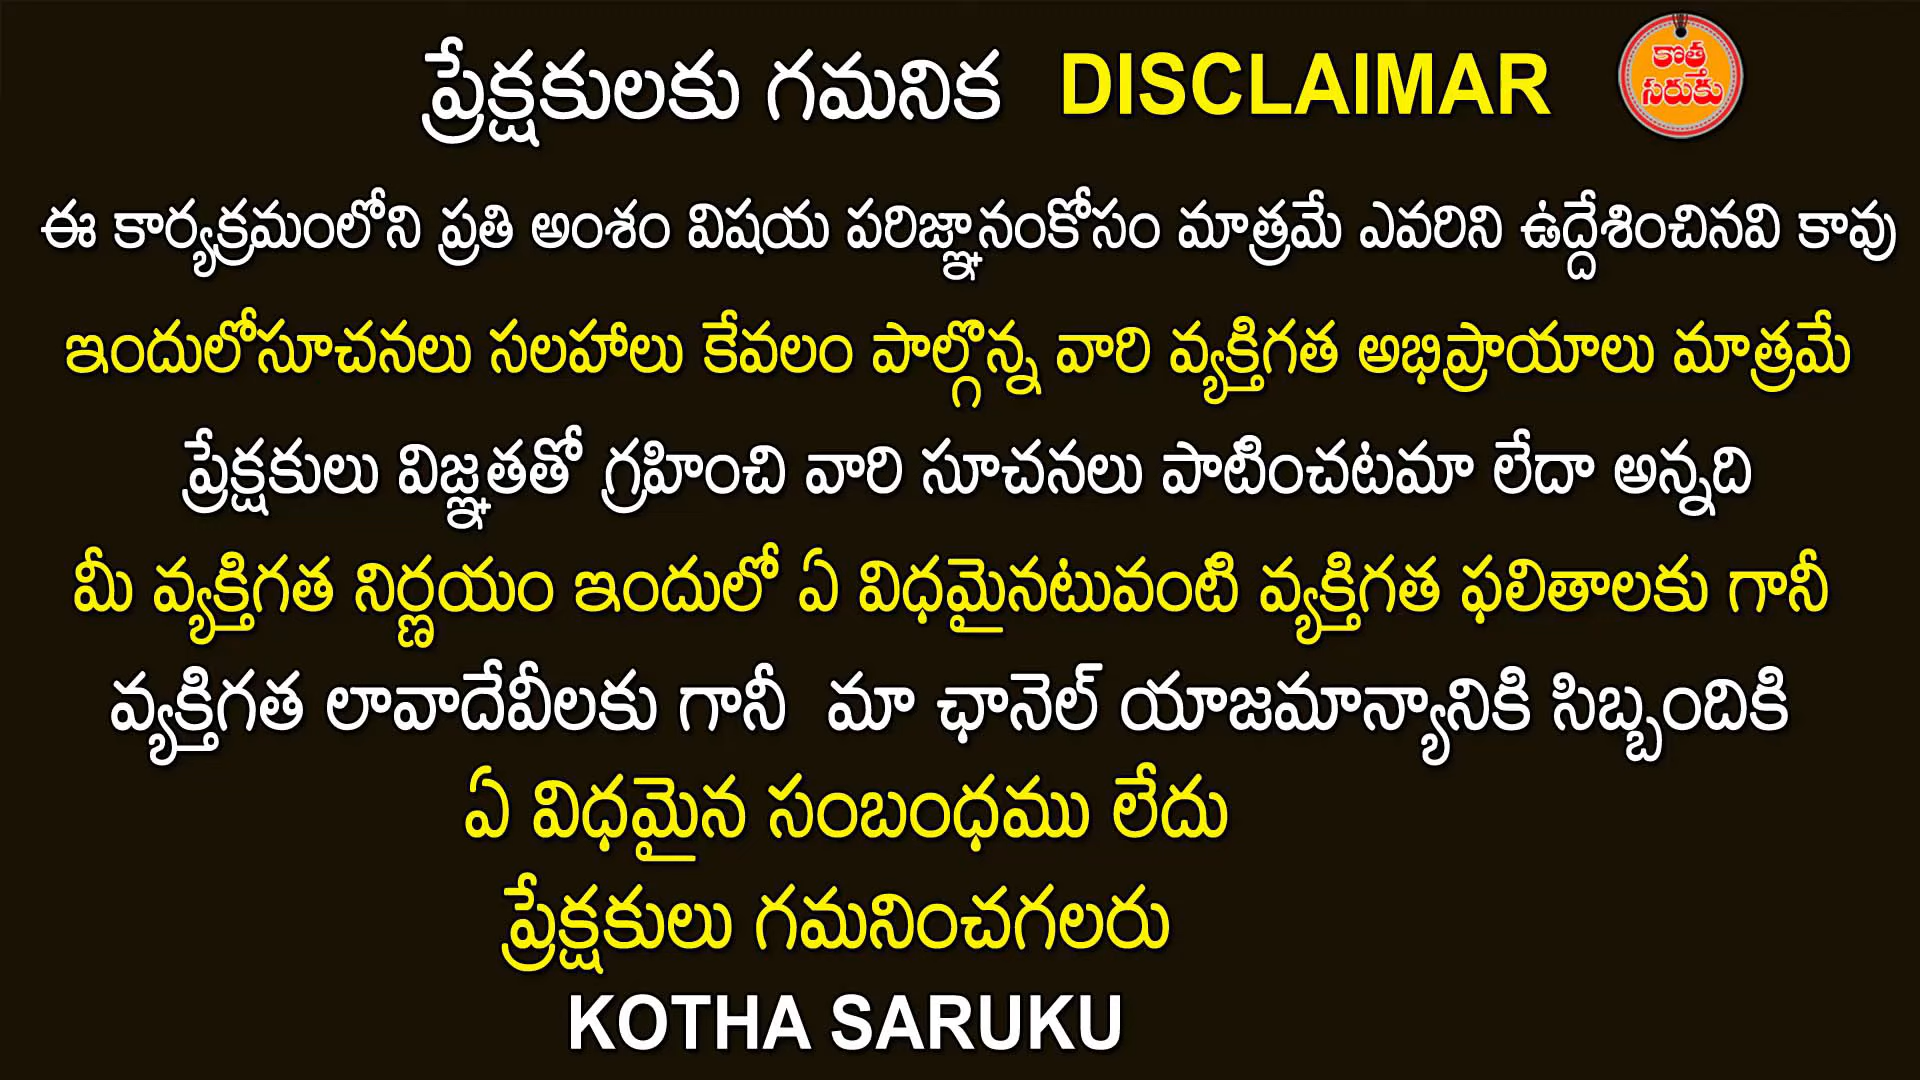 ప్రేక్షకులకు గమనిక DISCLAIMAR
కొత్త
సరుకు
ఈ కార్యక్రమంలోని ప్రతి అంశం విషయ పరిజ్ఞానంకోసం మాత్రమే ఎవరిని ఉద్దేశించినవి కావు
ఇందులోసూచనలు సలహాలు కేవలం పాల్గొన్న వారి వ్యక్తిగత అభిప్రాయాలు మాత్రమే
ప్రేక్షకులు విజ్ఞతతో గ్రహించి వారి సూచనలు పాటించటమా లేదా అన్నది
మీ వ్యక్తిగత నిర్ణయం ఇందులో ఏ విధమైనటువంటి వ్యక్తిగత ఫలితాలకు గానీ
వ్యక్తిగత లావాదేవీలకు గానీ మా ఛానెల్ యాజమాన్యానికి సిబ్బందికి
ఏ విధమైన సంబంధము లేదు
ప్రేక్షకులు గమనించగలరు
KOTHA SARUKU